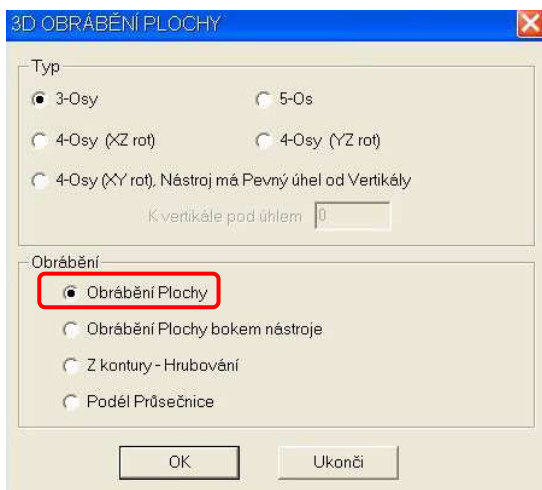 3D OBRÁBĚNÍ PLOCHY
Typ
3-Osy 5-Os
4-Osy (XZ rot) 4-Osy (YZ rot)
4-Osy (XY rot), Nástroj má Pevný úhel od Vertikály
K vertikále pod úhlem 0
Obrábění
Obrábění Plochy
Obrábění Plochy bokem nástroje
Z kontury - Hrubování
Podél Průsečnice
OK Ukonči